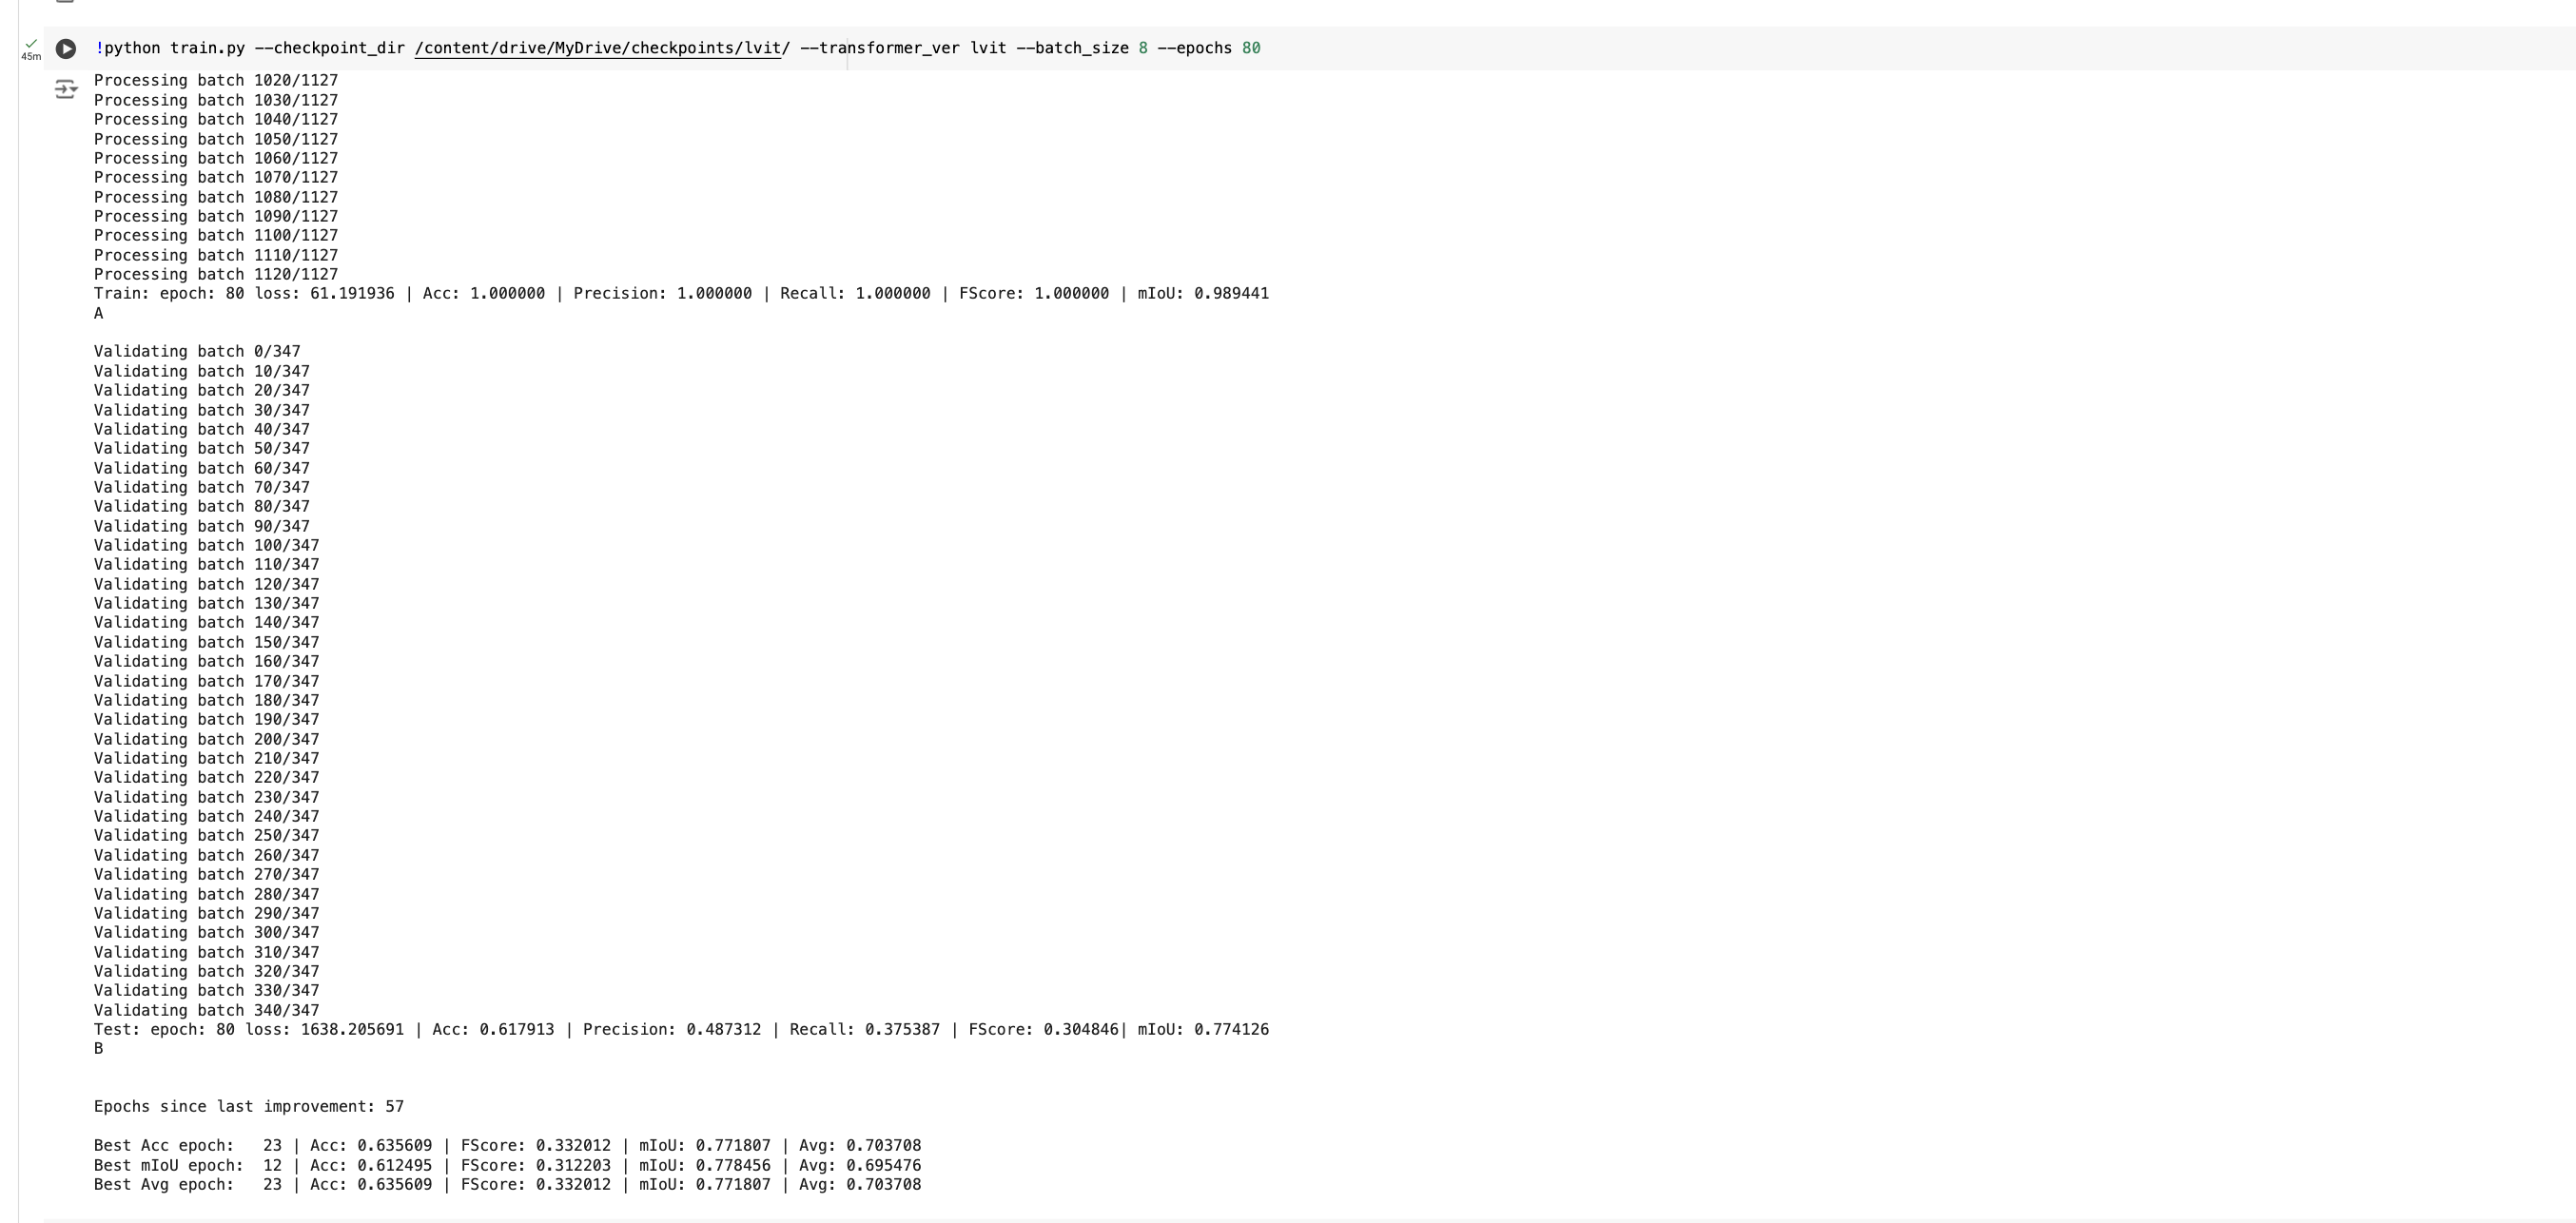 !python train.py --checkpoint_dir /content/drive/MyDrive/checkpoints/lvit/ --transformer_ver lvit --batch_size 8 --epochs 80
45m
Processing batch 1020/1127
Processing batch 1030/1127
Processing batch 1040/1127
Processing batch 1050/1127
Processing batch 1060/1127
Processing batch 1070/1127
Processing batch 1080/1127
Processing batch 1090/1127
Processing batch 1100/1127
Processing batch 1110/1127
Processing batch 1120/1127
Train: epoch: 80 loss: 61.191936 | Acc: 1.000000 | Precision: 1.000000 | Recall: 1.000000 | FScore: 1.000000 | mIoU: 0.989441
A
Validating batch 0/347
Validating batch 10/347
Validating batch 20/347
Validating batch 30/347
Validating batch 40/347
Validating batch 50/347
Validating batch 60/347
Validating batch 70/347
Validating batch 80/347
Validating batch 90/347
Validating batch 100/347
Validating batch 110/347
Validating batch 120/347
Validating batch 130/347
Validating batch 140/347
Validating batch 150/347
Validating batch 160/347
Validating batch 170/347
Validating batch 180/347
Validating batch 190/347
Validating batch 200/347
Validating batch 210/347
Validating batch 220/347
Validating batch 230/347
Validating batch 240/347
Validating batch 250/347
Validating batch 260/347
Validating batch 270/347
Validating batch 280/347
Validating batch 290/347
Validating batch 300/347
Validating batch 310/347
Validating batch 320/347
Validating batch 330/347
Validating batch 340/347
Test: epoch: 80 loss: 1638.205691 | Acc: 0.617913 | Precision: 0.487312 | Recall: 0.375387 | FScore: 0.304846| mIoU: 0.774126
B
Epochs since last improvement: 57
Best Acc epoch:   23 | Acc: 0.635609 | FScore: 0.332012 | mIoU: 0.771807 | Avg: 0.703708
Best mIoU epoch:  12 | Acc: 0.612495 | FScore: 0.312203 | mIoU: 0.778456 | Avg: 0.695476
Best Avg epoch:   23 | Acc: 0.635609 | FScore: 0.332012 | mIoU: 0.771807 | Avg: 0.703708